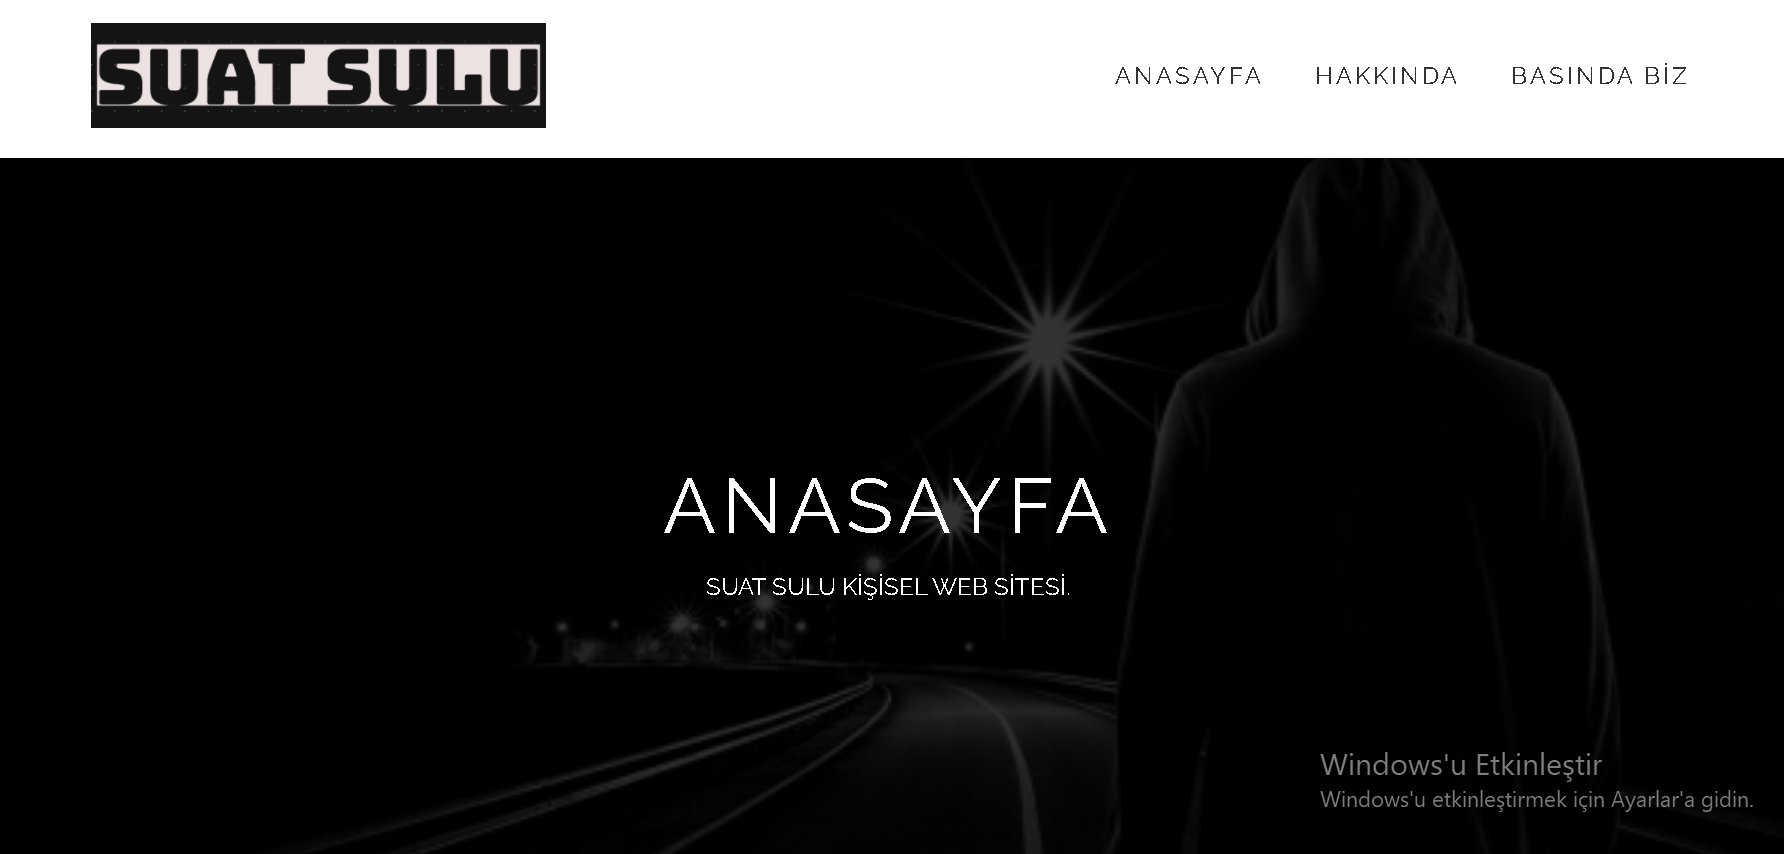 SUAT SULU
ANASAYFA
HAKKINDA
BASINDA BİZ
ANASAYFA
SUAT SULU KİŞİSEL WEB SİTESİ.
Windows'u Etkinleştir
Windows'u etkinleştirmek için Ayarlar'a gidin.